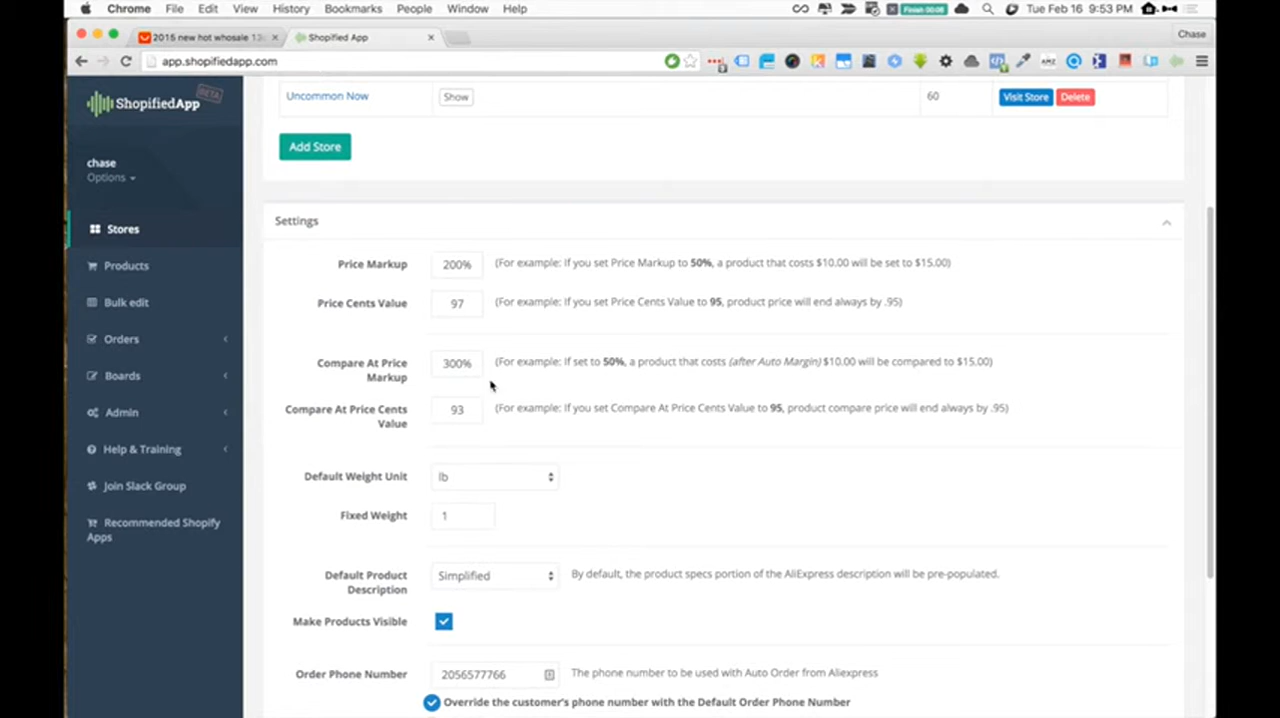 Chrome File Edit View History Bookmarks People Window Help
Tue Feb 16 9:53 PM
2015 new hot whosale 13
Shopified App
Chase
app.shopifiedapp.com
ShopifiedApp BETA
Uncommon Now Show 60 Visit Store Delete
Add Store
chase
Options
Stores
Products
Bulk edit
Orders
Boards
Admin
Help & Training
Join Slack Group
Recommended Shopify
Apps
Settings
Price Markup 200% (For example: If you set Price Markup to 50%, a product that costs $10.00 will be set to $15.00)
Price Cents Value 97 (For example: If you set Price Cents Value to 95, product price will end always by .95)
Compare At Price
Markup
300% (For example: If set to 50%, a product that costs (after Auto Margin) $10.00 will be compared to $15.00)
Compare At Price Cents
Value
93 (For example: If you set Compare At Price Cents Value to 95, product compare price will end always by .95)
Default Weight Unit lb
Fixed Weight 1
Default Product
Description
Simplified By default, the product specs portion of the AliExpress description will be pre-populated.
Make Products Visible
Order Phone Number 2056577766 The phone number to be used with Auto Order from Aliexpress
Override the customer's phone number with the Default Order Phone Number